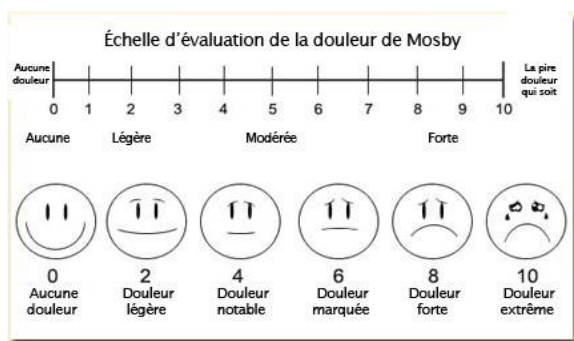 Échelle d'évaluation de la douleur de Mosby
Aucune
douleur
La pire
douleur
qui soit
0 1 2 3 4 5 6 7 8 9 10
Aucune Légère Modérée Forte
0 2 4 6 8 10
Aucune Douleur Douleur Douleur Douleur Douleur
douleur légère notable marquée forte extrême